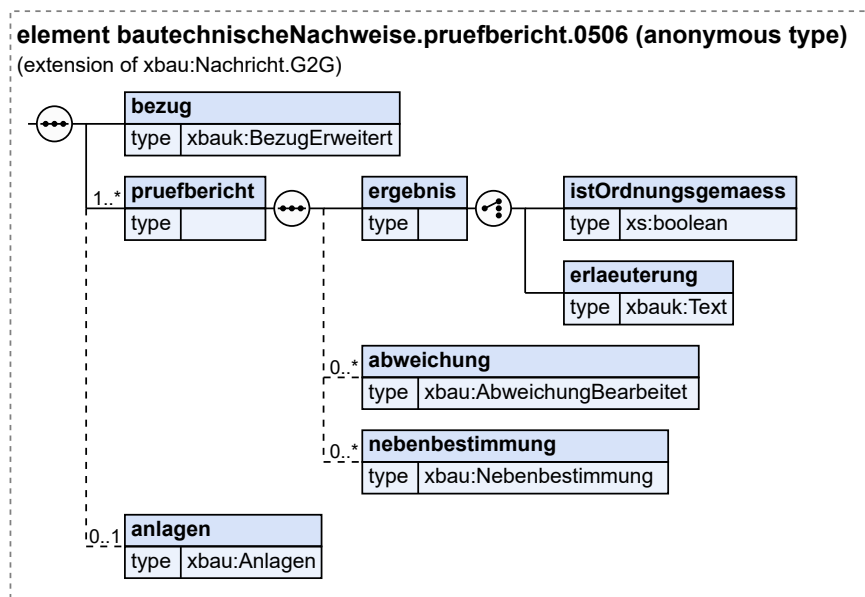 element bautechnischeNachweise.pruefbericht.0506 (anonymous type)
(extension of xbau:Nachricht.G2G)
bezug
type xbauk:BezugErweitert
1..* pruefbericht
type
ergebnis
type
istOrdnungsgemaess
type xs:boolean
erlaeuterung
type xbauk:Text
0..* abweichung
type xbau:AbweichungBearbeitet
0..* nebenbestimmung
type xbau:Nebenbestimmung
0..1 anlagen
type xbau:Anlagen